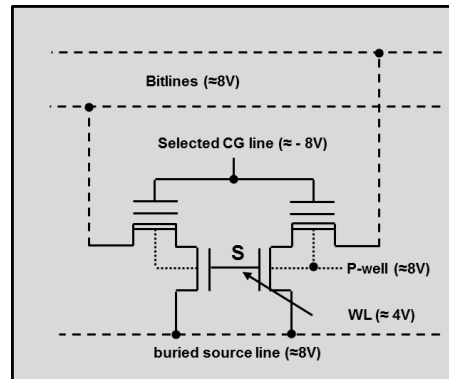 Bitlines (≈8V)
Selected CG line (≈ - 8V)
S
P-well (≈8V)
WL (≈ 4V)
buried source line (≈8V)